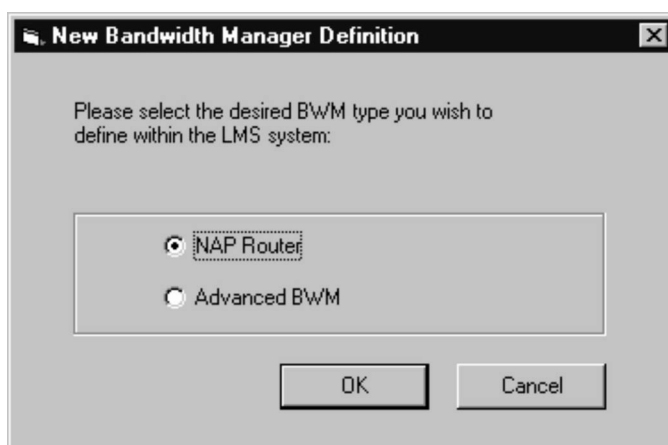 New Bandwidth Manager Definition
Please select the desired BWM type you wish to
define within the LMS system:
NAP Router
Advanced BWM
OK Cancel